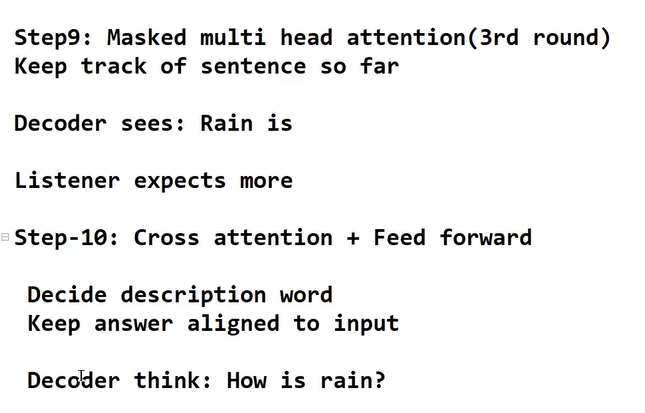 Step9: Masked multi head attention(3rd round)
Keep track of sentence so far
Decoder sees: Rain is
Listener expects more
Step-10: Cross attention + Feed forward
Decide description word
Keep answer aligned to input
Decoder think: How is rain?